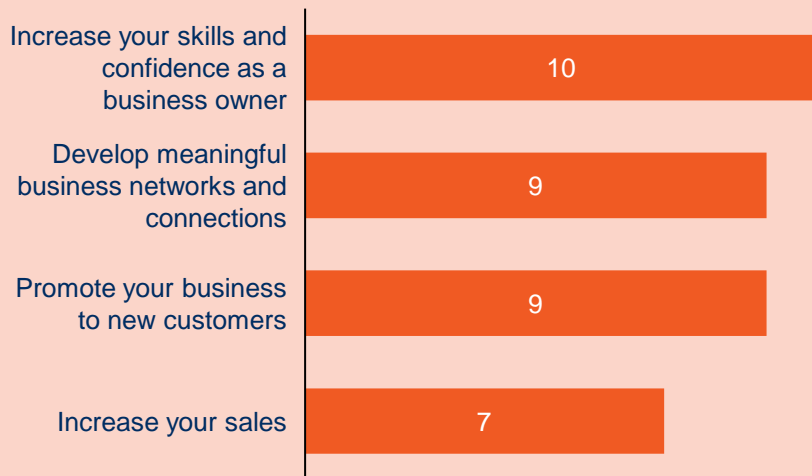 Increase your skills and
confidence as a
business owner
10
Develop meaningful
business networks and
connections
9
Promote your business
to new customers
9
Increase your sales
7